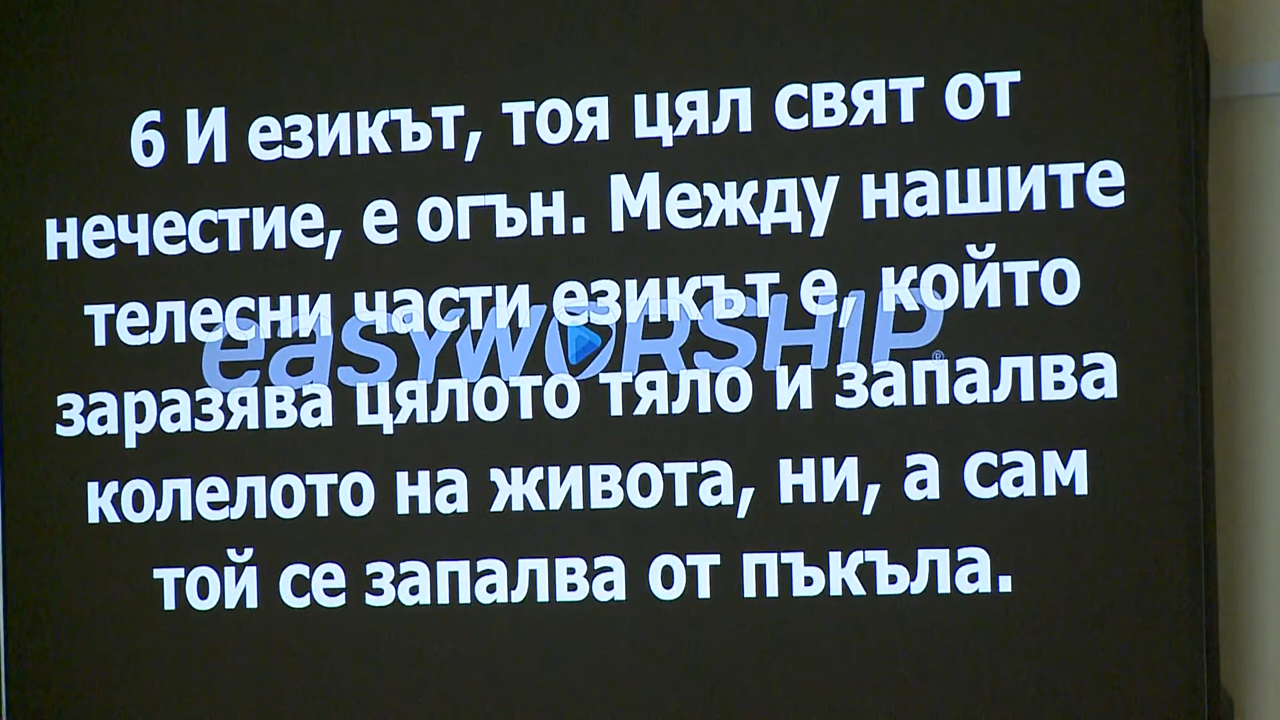 6 И езикът, тоя цял свят от
нечестие, е огън. Между нашите
телесни части езикът е, който
easyworship®
заразява цялото тяло и запалва
колелото на живота, ни, а сам
той се запалва от пъкъла.